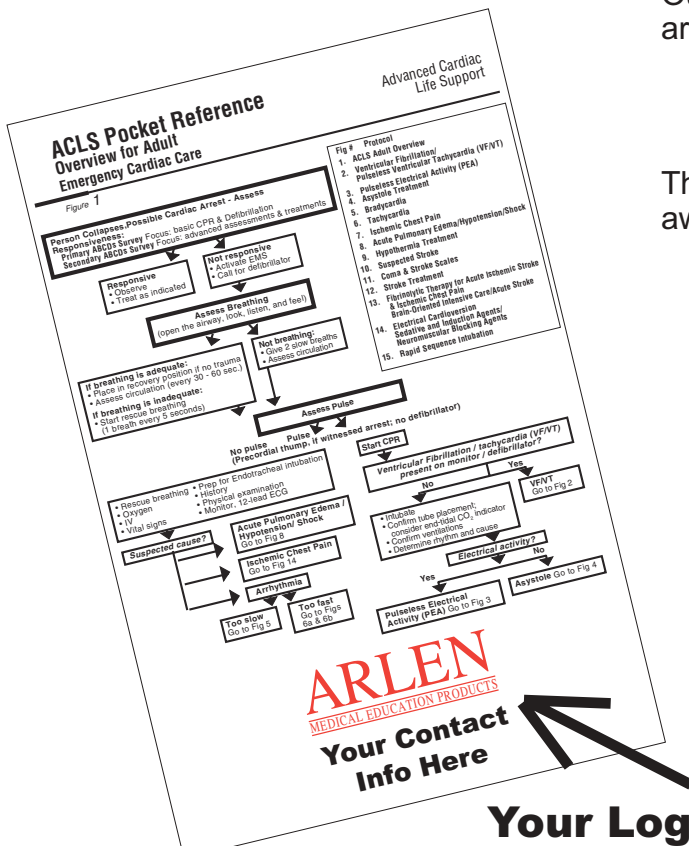 ar
Th
aw
ACLS Pocket Reference
Overview for Adult
Emergency Cardiac Care
Advanced Cardiac
Life Support
Figure 1
Person Collapses,Possible Cardiac Arrest - Assess
Responsiveness:
Primary ABCDs Survey Focus: basic CPR & Defibrillation
Secondary ABCDs Survey Focus: advanced assessments & treatments
Responsive
• Observe
• Treat as indicated
Not responsive
• Activate EMS
• Call for defibrillator
Assess Breathing
(open the airway, look, listen, and feel)
If breathing is adequate:
• Place in recovery position if no trauma
• Assess circulation (every 30 - 60 sec.)
If breathing is inadequate:
• Start rescue breathing
(1 breath every 5 seconds)
Not breathing:
• Give 2 slow breaths
• Assess circulation
Fig # Protocol
1. ACLS Adult Overview
2. Ventricular Fibrillation/
Pulseless Ventricular Tachycardia (VF/VT)
3. Pulseless Electrical Activity (PEA)
4. Asystole Treatment
5. Bradycardia
6. Tachycardia
7. Ischemic Chest Pain
8. Acute Pulmonary Edema/Hypotension/Shock
9. Hypothermia Treatment
10. Suspected Stroke
11. Coma & Stroke Scales
12. Stroke Treatment
13. Fibrinolytic Therapy for Acute Isthemic Stroke
& Ischemic Chest Pain
Brain-Oriented Intensive Care/Acute Stroke
14. Electrical Cardioversion
Sedative and Induction Agents/
Neuromuscular Blocking Agents
15. Rapid Sequence Intubation
Assess Pulse
No pulse Pulse
(Precordial thump, if witnessed arrest; no defibrillator)
• Rescue breathing
• Oxygen
• IV
• Vital signs
• Prep for Endotracheal intubation
• History
• Physical examination
• Monitor, 12-lead ECG
Suspected cause?
Acute Pulmonary Edema /
Hypotension/ Shock
Go to Fig 8
Ischemic Chest Pain
Go to Fig 14
Arrhythmia
Too slow
Go to Fig 5
Too fast
Go to Figs
6a & 6b
Start CPR
Ventricular Fibrillation / tachycardia (VF/VT)
present on monitor / defibrillator?
No
Yes
VF/VT
Go to Fig 2
• Intubate
• Confirm tube placement;
consider end-tidal CO₂ indicator
• Confirm ventilations
• Determine rhythm and cause
Electrical activity?
Yes
No
Pulseless Electrical
Activity (PEA) Go to Fig 3
Asystole Go to Fig 4
ARLEN
MEDICAL EDUCATION PRODUCTS
Your Contact
Info Here
Your Log